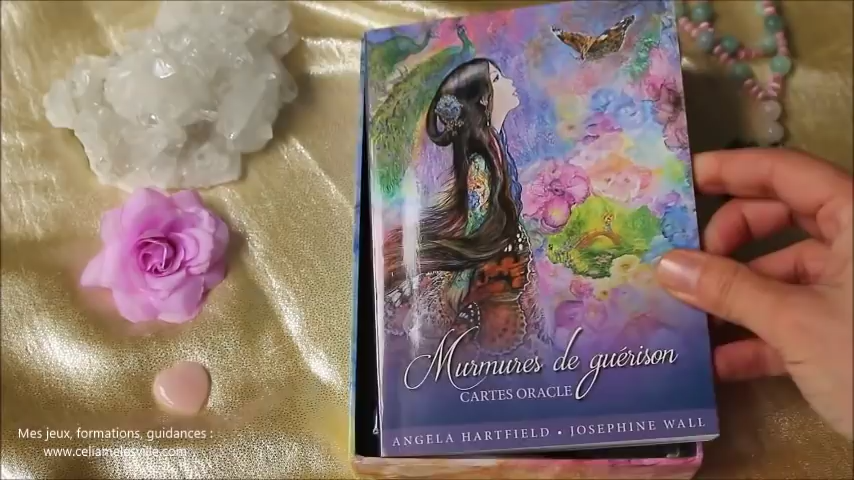 Murmures de guérison
CARTES ORACLE
ANGELA HARTFIELD • JOSEPHINE WALL
Mes jeux, formations, guidances :
www.celiamelesville.com